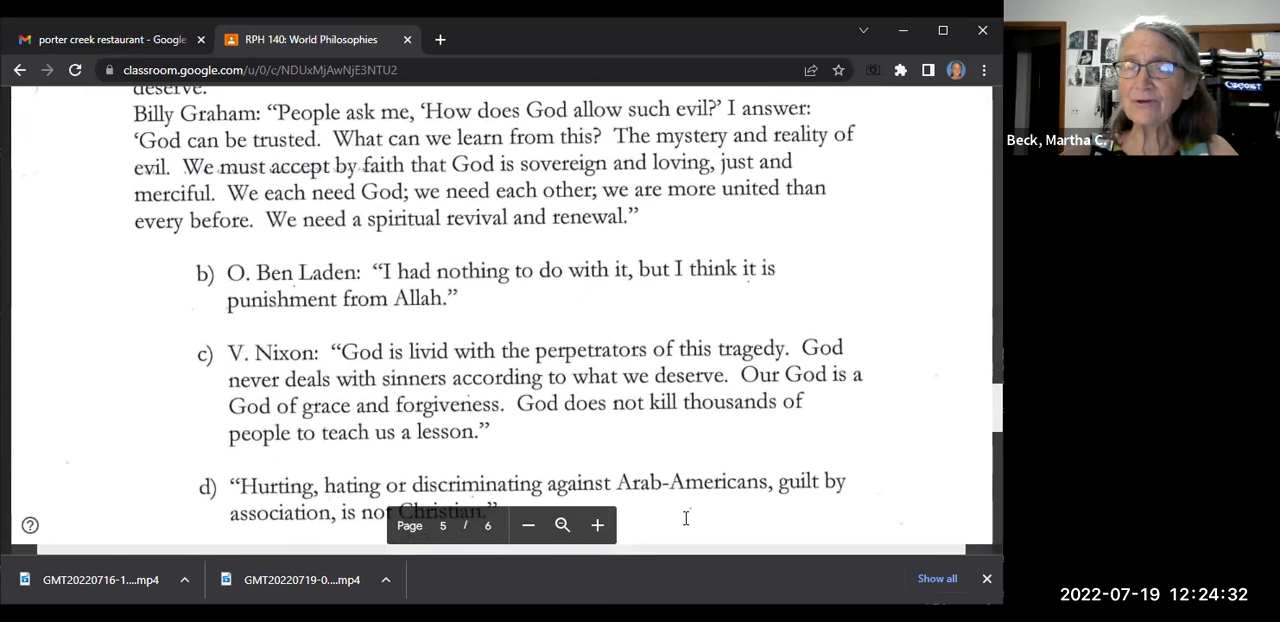 porter creek restaurant - Google
RPH 140: World Philosophies
classroom.google.com/u/0/c/NDUxMjAwNjE3NTU2
deserve.
Billy Graham: “People ask me, ‘How does God allow such evil?’ I answer:
‘God can be trusted. What can we learn from this? The mystery and reality of
evil. We must accept by faith that God is sovereign and loving, just and
merciful. We each need God; we need each other; we are more united than
every before. We need a spiritual revival and renewal.”
b) O. Ben Laden: “I had nothing to do with it, but I think it is
punishment from Allah.”
c) V. Nixon: “God is livid with the perpetrators of this tragedy. God
never deals with sinners according to what we deserve. Our God is a
God of grace and forgiveness. God does not kill thousands of
people to teach us a lesson.”
d) “Hurting, hating or discriminating against Arab-Americans, guilt by
association, is not Christian.”
Page 5 / 6
GMT20220716-1....mp4
GMT20220719-0....mp4
Show all
Beck, Martha C.
2022-07-19 12:24:32